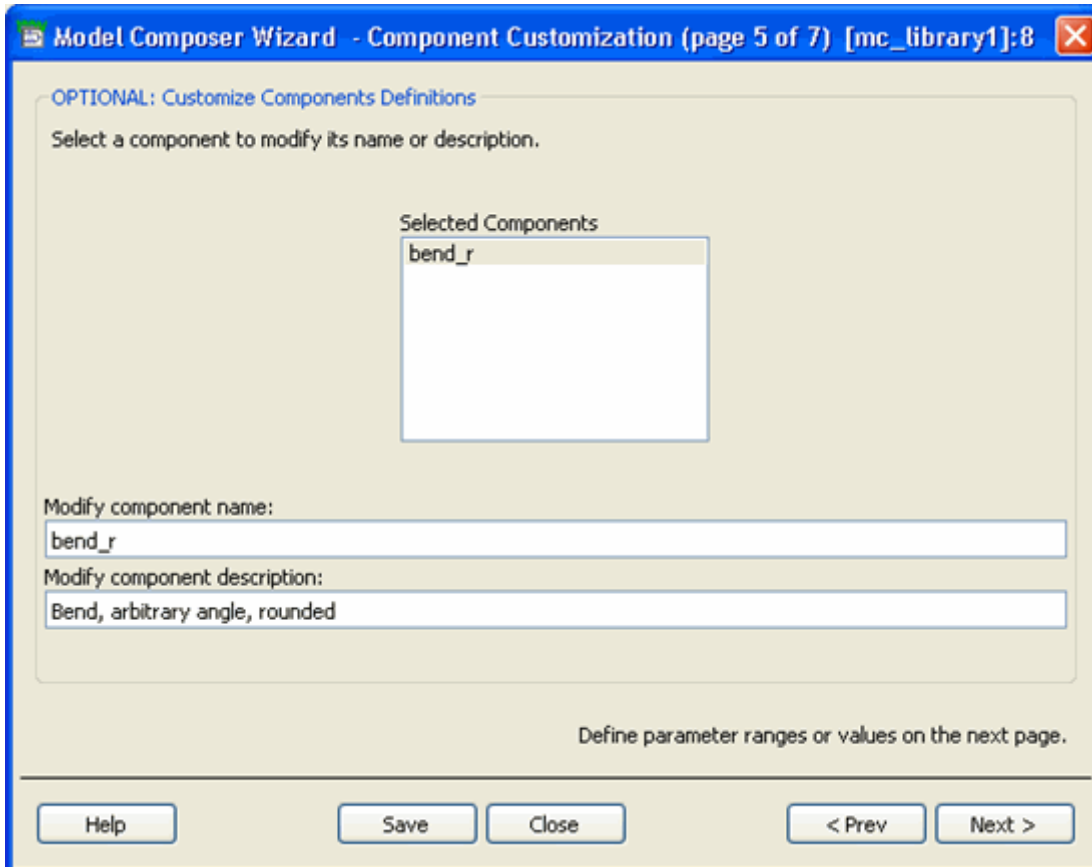 Model Composer Wizard - Component Customization (page 5 of 7) [mc_library1]:8
OPTIONAL: Customize Components Definitions
Select a component to modify its name or description.
Selected Components
bend_r
Modify component name:
bend_r
Modify component description:
Bend, arbitrary angle, rounded
Define parameter ranges or values on the next page.
Help Save Close < Prev Next >